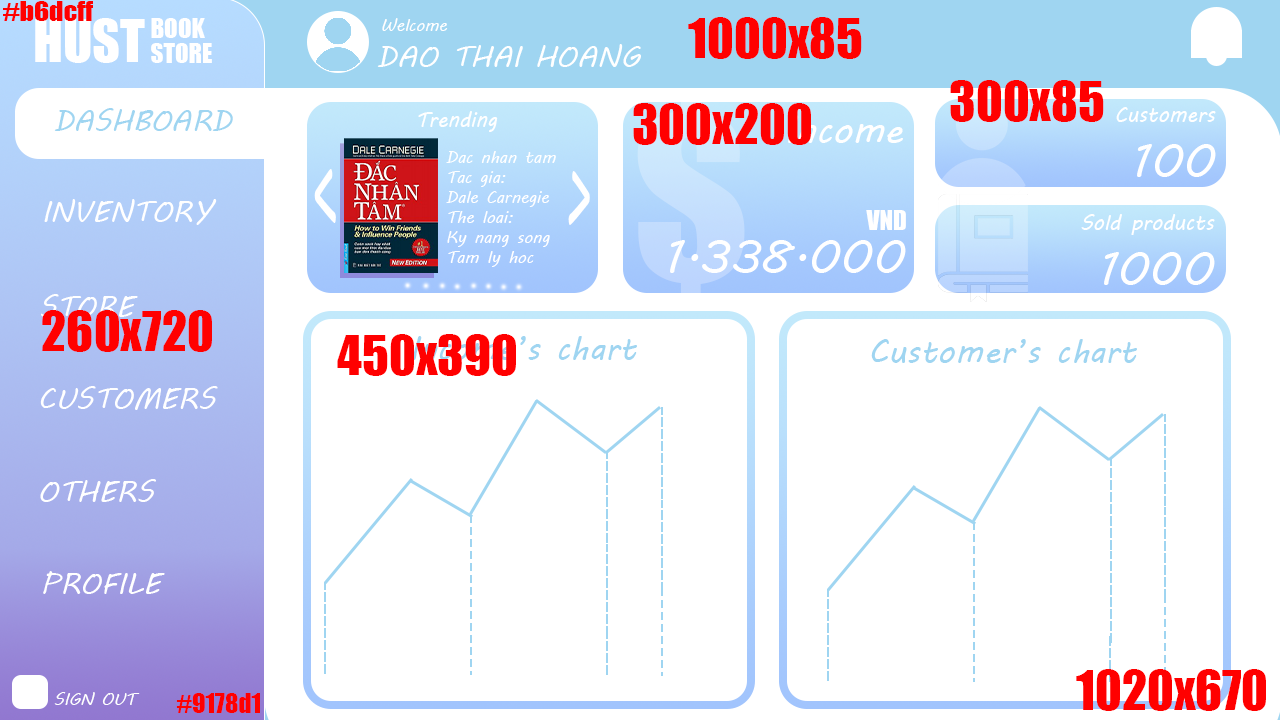 #b6dcff
HUST BOOK STORE
Welcome
DAO THAI HOANG
1000x85
DASHBOARD
INVENTORY
STORE
260x720
CUSTOMERS
OTHERS
PROFILE
SIGN OUT
#9178d1
Trending
DALE CARNEGIE
ĐẮC
NHÂN
TÂM
How to Win Friends
& Influence People
NEW EDITION
Dac nhan tam
Tac gia:
Dale Carnegie
The loai:
Ky nang song
Tam ly hoc
300x200
come
VND
1.338.000
300x85
Customers
100
Sold products
1000
450x390
's chart
Customer's chart
1020x670